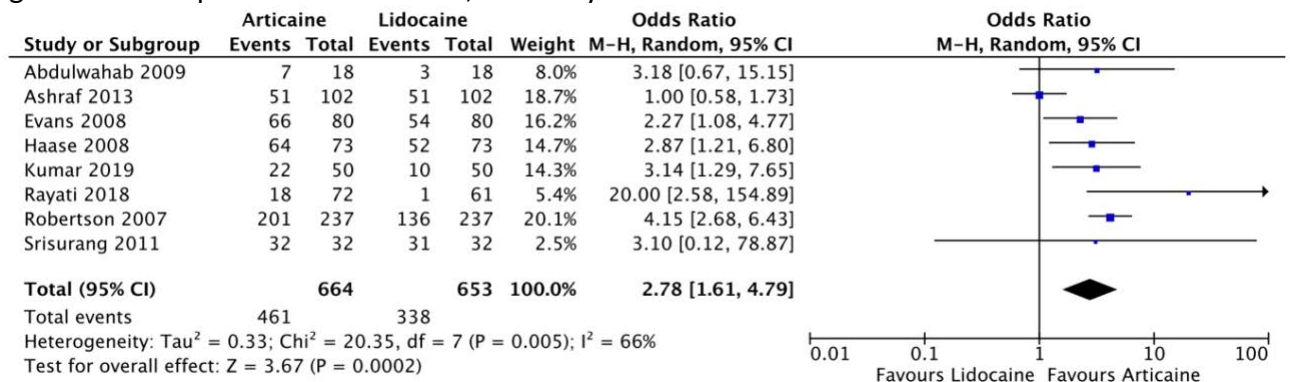 Articaine Lidocaine Odds Ratio Odds Ratio
Study or Subgroup Events Total Events Total Weight M-H, Random, 95% CI M-H, Random, 95% CI
Abdulwahab 2009 7 18 3 18 8.0% 3.18 [0.67, 15.15]
Ashraf 2013 51 102 51 102 18.7% 1.00 [0.58, 1.73]
Evans 2008 66 80 54 80 16.2% 2.27 [1.08, 4.77]
Haase 2008 64 73 52 73 14.7% 2.87 [1.21, 6.80]
Kumar 2019 22 50 10 50 14.3% 3.14 [1.29, 7.65]
Rayati 2018 18 72 1 61 5.4% 20.00 [2.58, 154.89]
Robertson 2007 201 237 136 237 20.1% 4.15 [2.68, 6.43]
Srisurang 2011 32 32 31 32 2.5% 3.10 [0.12, 78.87]
Total (95% CI) 664 653 100.0% 2.78 [1.61, 4.79]
Total events 461 338
Heterogeneity: Tau² = 0.33; Chi² = 20.35, df = 7 (P = 0.005); I² = 66%
Test for overall effect: Z = 3.67 (P = 0.0002)
0.01 0.1 1 10 100
Favours Lidocaine Favours Articaine